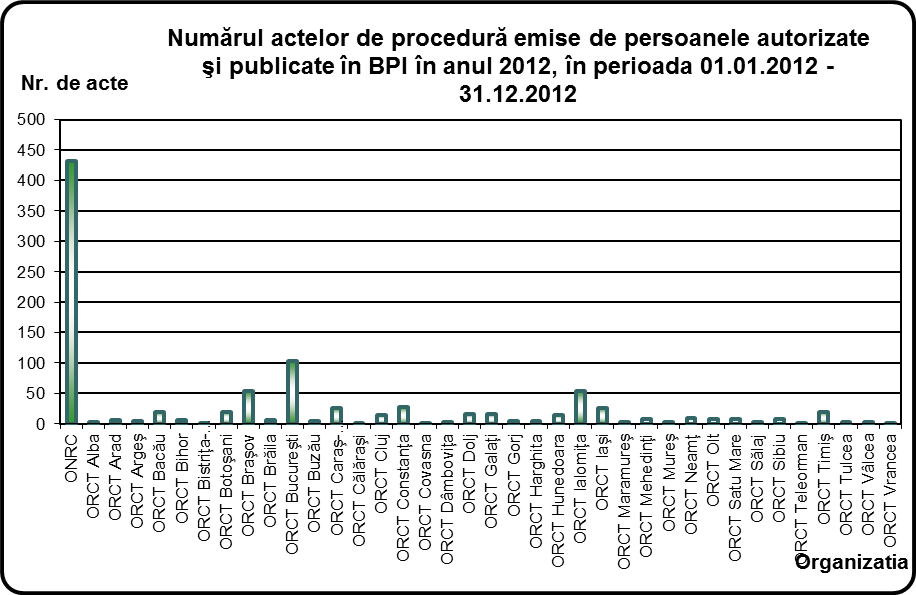 Numărul actelor de procedură emise de persoanele autorizate
şi publicate în BPI în anul 2012, în perioada 01.01.2012 -
31.12.2012
Nr. de acte
500
450
400
350
300
250
200
150
100
50
0
ONRC
ORCT Alba
ORCT Arad
ORCT Argeş
ORCT Bacău
ORCT Bihor
ORCT Bistriţa-..
ORCT Botoşani
ORCT Braşov
ORCT Brăila
ORCT Bucureşti
ORCT Buzău
ORCT Caraş-...
ORCT Călăraşi
ORCT Cluj
ORCT Constanţa
ORCT Covasna
ORCT Dâmboviţa
ORCT Dolj
ORCT Galaţi
ORCT Gorj
ORCT Harghita
ORCT Hunedoara
ORCT Ialomiţa
ORCT Iaşi
ORCT Maramureş
ORCT Mehedinţi
ORCT Mureş
ORCT Neamţ
ORCT Olt
ORCT Satu Mare
ORCT Sălaj
ORCT Sibiu
ORCT Teleorman
ORCT Timiş
ORCT Tulcea
ORCT Vâlcea
ORCT Vrancea
Organizatia